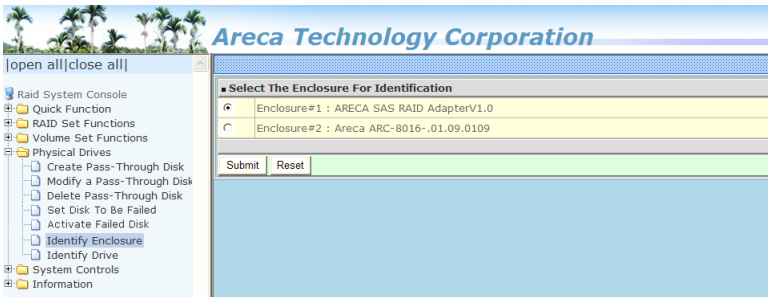 Areca Technology Corporation
|open all|close all|
Raid System Console
Quick Function
RAID Set Functions
Volume Set Functions
Physical Drives
Create Pass-Through Disk
Modify a Pass-Through Disk
Delete Pass-Through Disk
Set Disk To Be Failed
Activate Failed Disk
Identify Enclosure
Identify Drive
System Controls
Information
Select The Enclosure For Identification
Enclosure#1 : ARECA SAS RAID AdapterV1.0
Enclosure#2 : Areca ARC-8016-.01.09.0109
Submit Reset